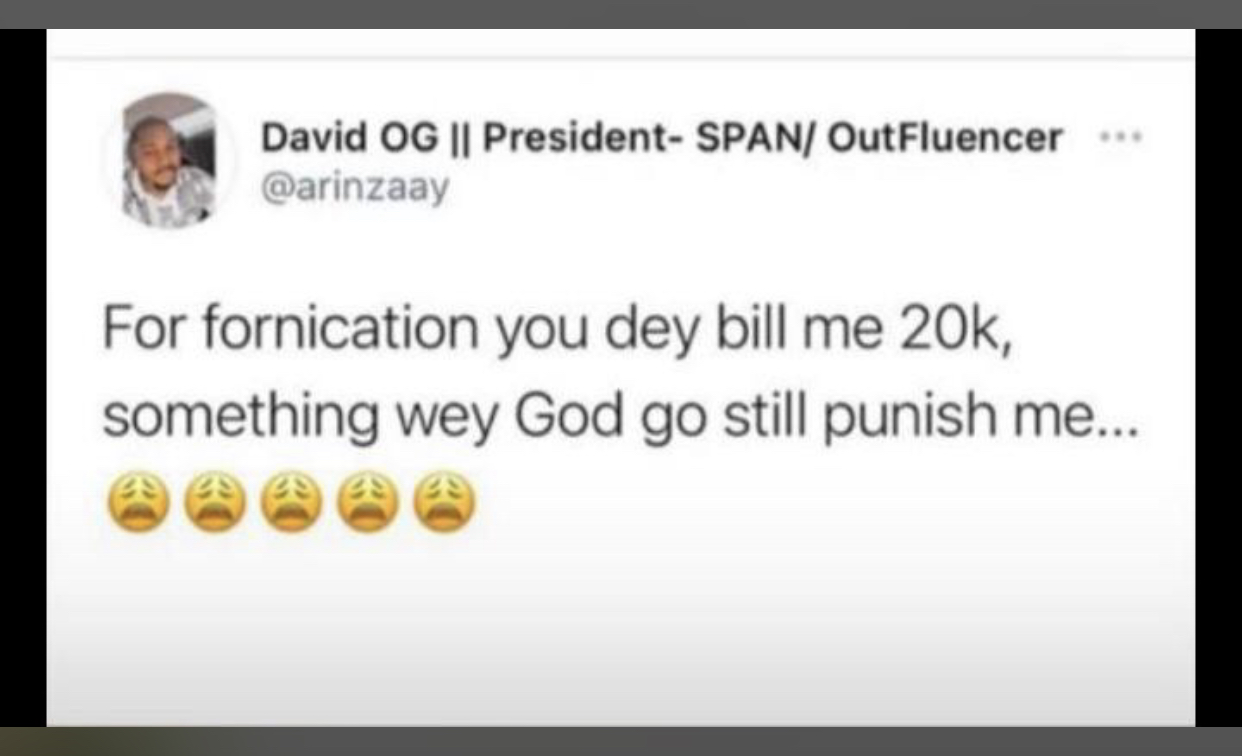 David OG || President- SPAN/ OutFluencer
@arinzaay
For fornication you dey bill me 20k,
something wey God go still punish me...
😩😩😩😩😩